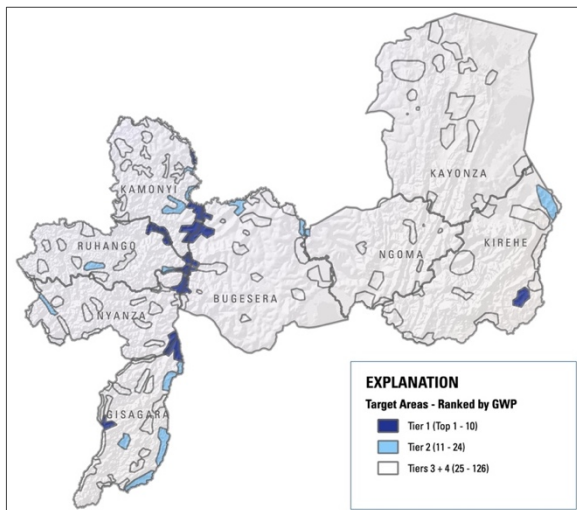 KAYONZA
KAMONYI
KIREHE
RUHANGO
NGOMA
BUGESERA
NYANZA
GISAGARA
EXPLANATION
Target Areas - Ranked by GWP
Tier 1 (Top 1 - 10)
Tier 2 (11 - 24)
Tiers 3 + 4 (25 - 126)